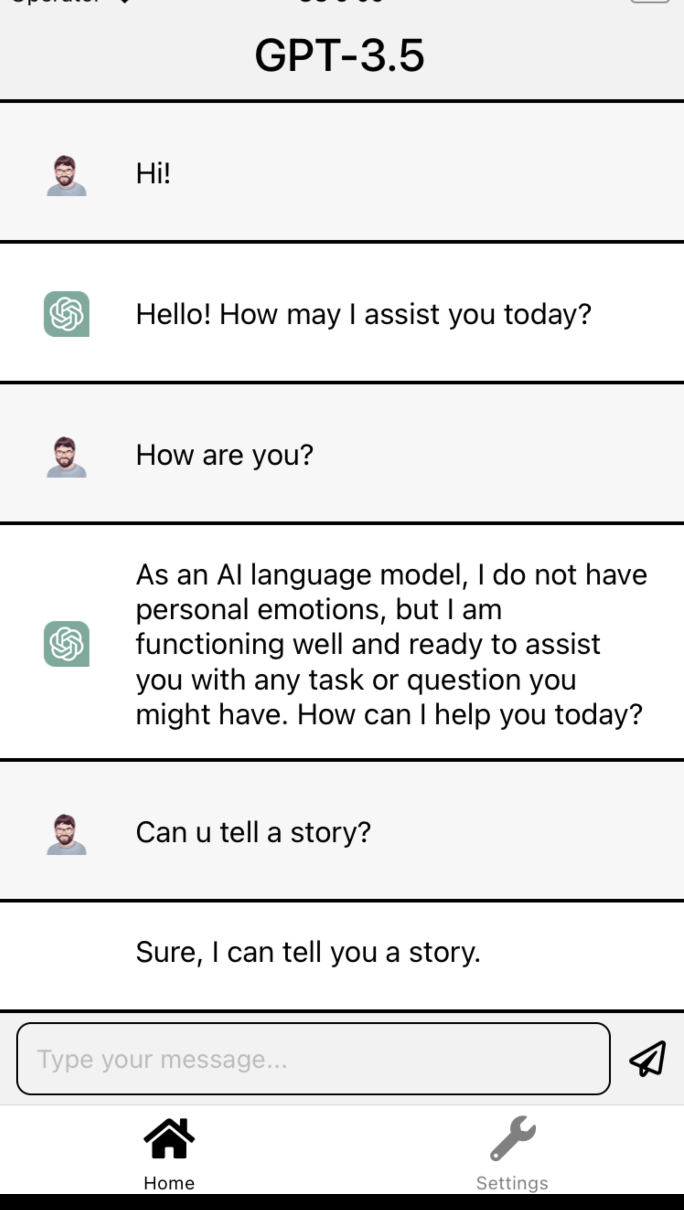 GPT-3.5
Hi!
Hello! How may I assist you today?
How are you?
As an AI language model, I do not have
personal emotions, but I am
functioning well and ready to assist
you with any task or question you
might have. How can I help you today?
Can u tell a story?
Sure, I can tell you a story.
Type your message...
Home
Settings